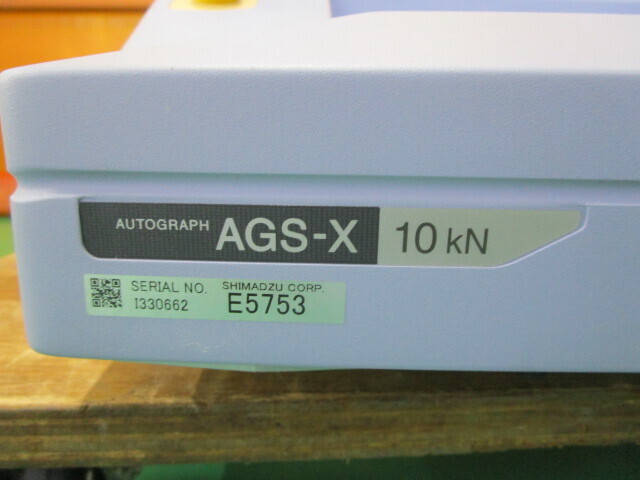 AUTOGRAPH AGS-X 10 kN
SERIAL NO. SHIMADZU CORP.
I330662 E5753